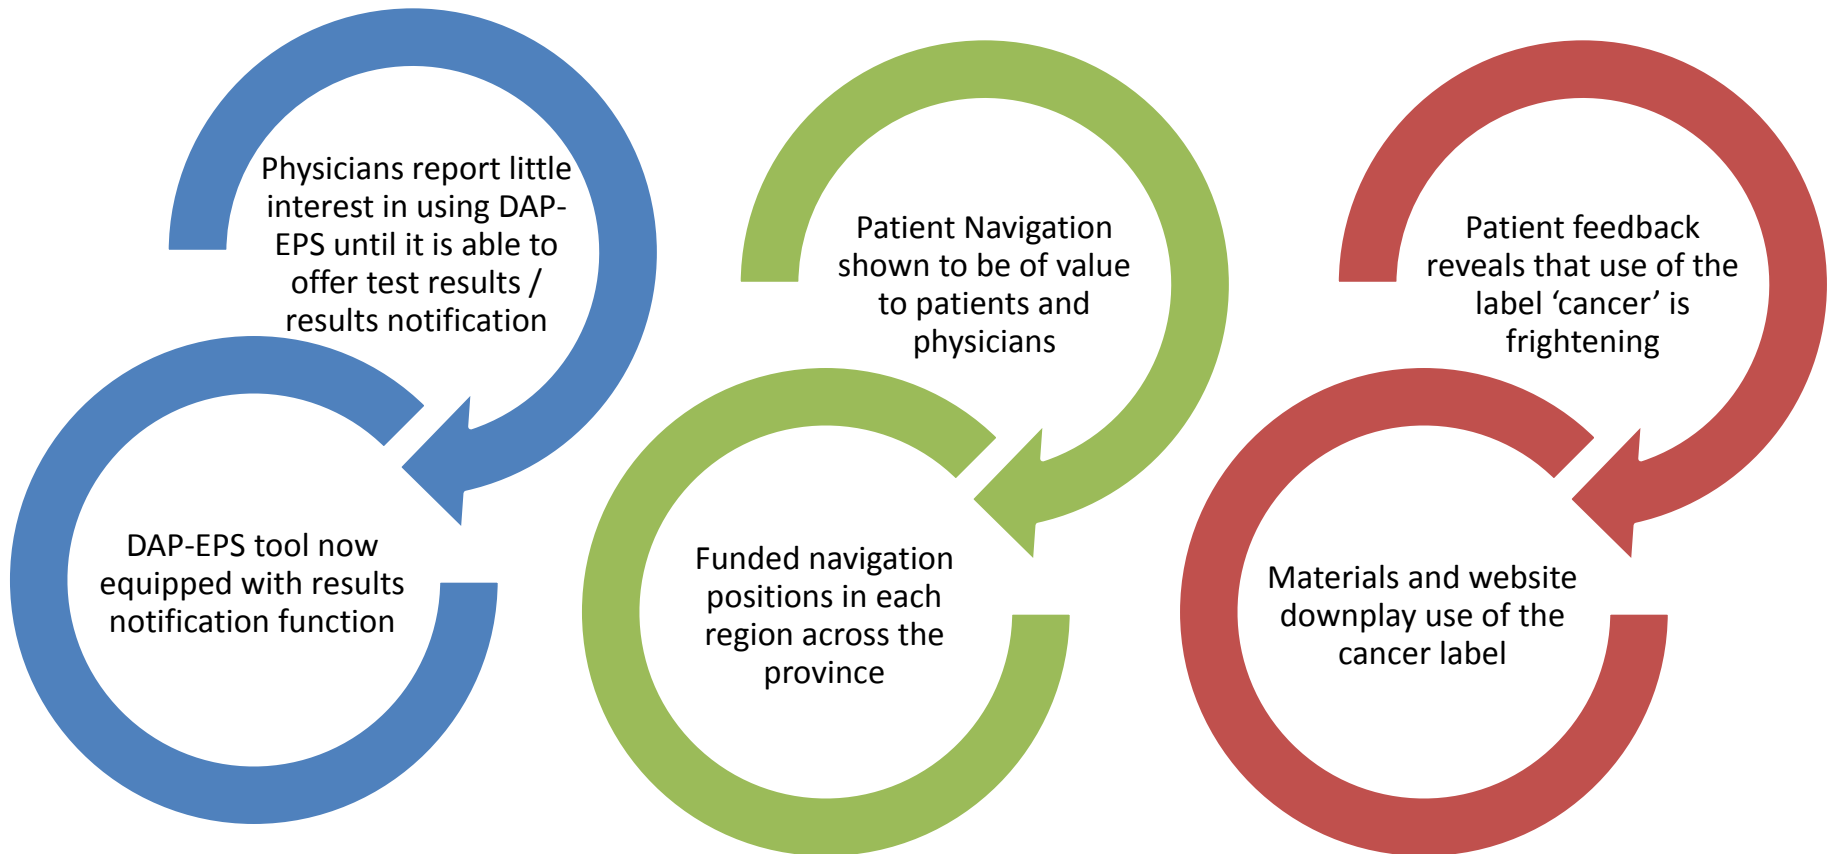 Physicians report little
interest in using DAP-
EPS until it is able to
offer test results /
results notification
DAP-EPS tool now
equipped with results
notification function
Patient Navigation
shown to be of value
to patients and
physicians
Funded navigation
positions in each
region across the
province
Patient feedback
reveals that use of the
label ‘cancer’ is
frightening
Materials and website
downplay use of the
cancer label